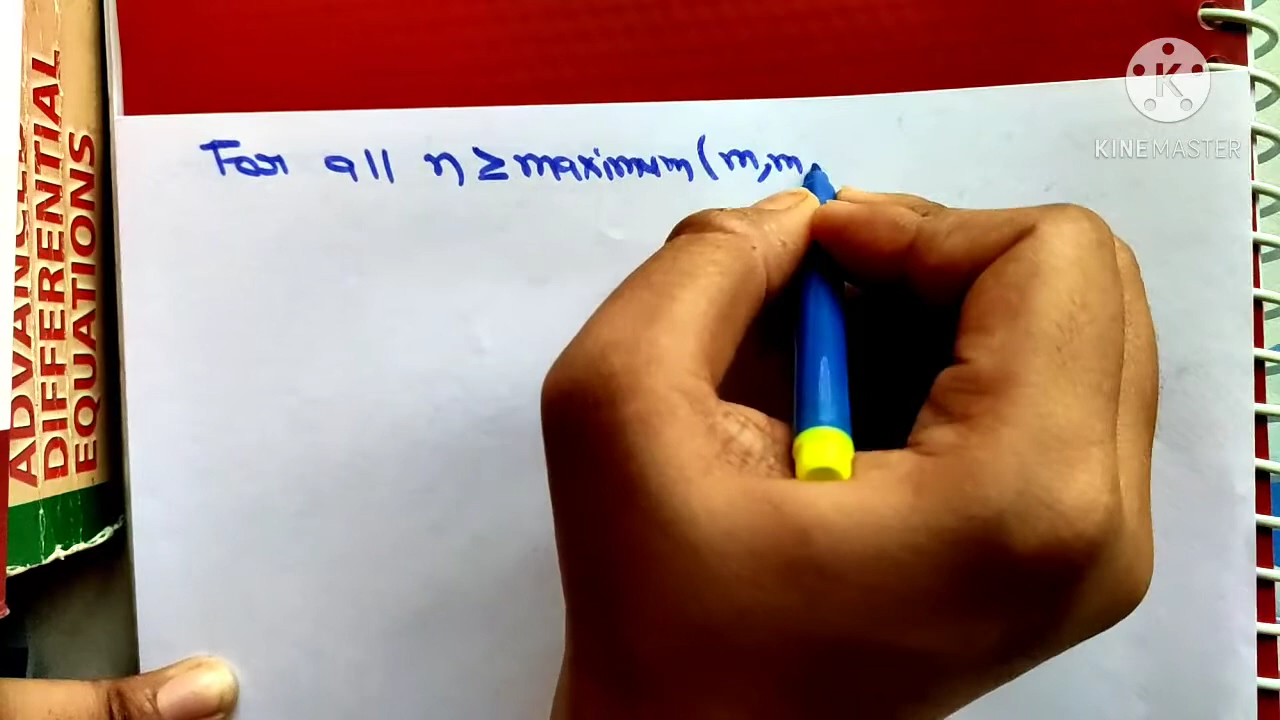 ADVANCED
DIFFERENTIAL
EQUATIONS
For all n ≥ maximum (m, m
K
KINEMASTER